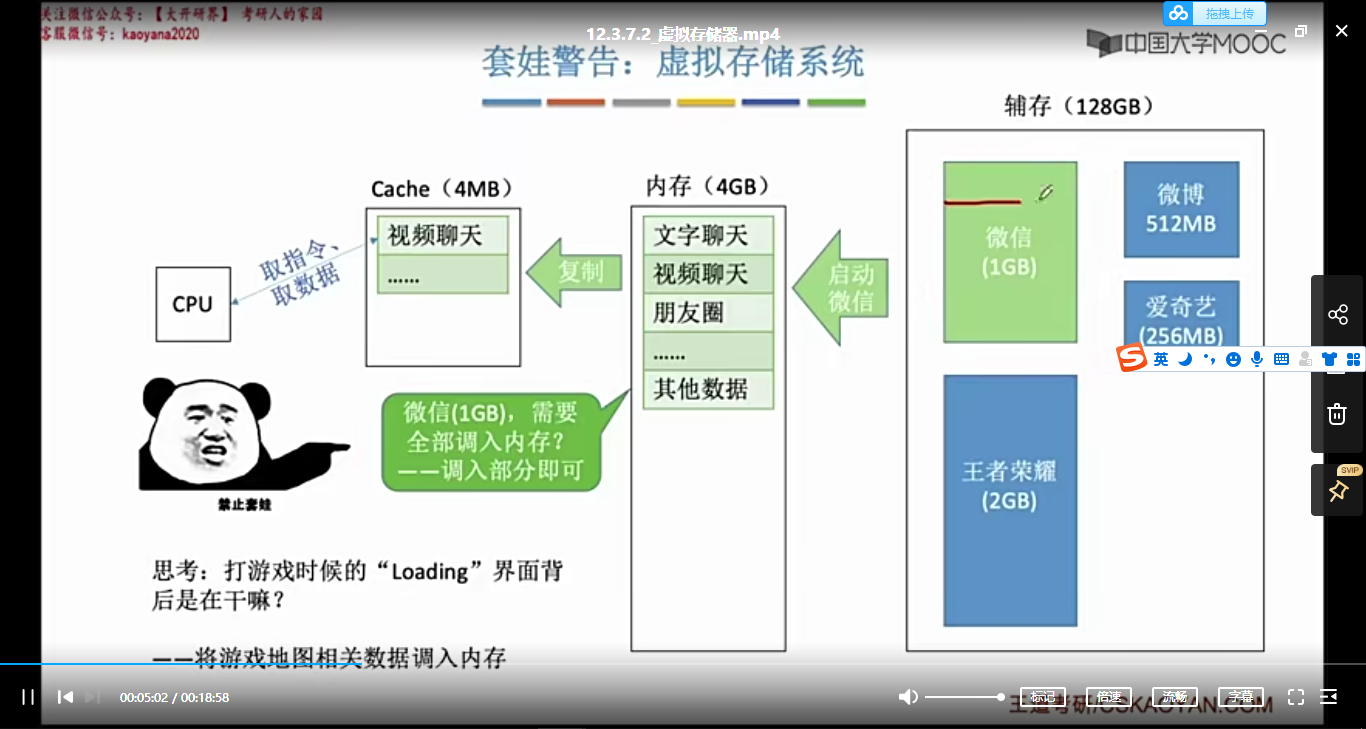 关注微信公众号:【大开研界】 考研人的家园
客服微信号: kaoyana2020
拖拽上传
12.3.7.2_虚拟存储器.mp4
中国大学MOOC
套娃警告：虚拟存储系统
辅存（128GB）
Cache（4MB）
内存（4GB）
视频聊天
......
取指令、
取数据
CPU
复制
文字聊天
视频聊天
朋友圈
......
其他数据
启动
微信
微信
(1GB)
微博
512MB
爱奇艺
(256MB)
王者荣耀
(2GB)
英
微信(1GB)，需要
全部调入内存？
——调入部分即可
禁止套娃
SVIP
思考：打游戏时候的“Loading”界面背
后是在干嘛？
——将游戏地图相关数据调入内存
00:05:02 / 00:18:58
标记
倍速
流畅
字幕
王道考研/CSKAOYAN.COM